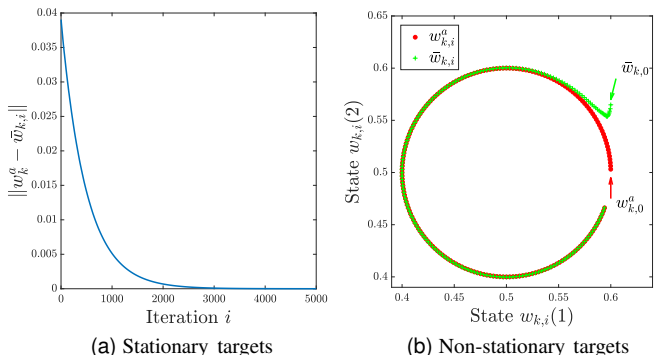 0.04
0.035
0.03
0.025
0.02
0.015
0.01
0.005
0
0 1000 2000 3000 4000 5000
Iteration i
||w_k^a − w̄_{k,i}||
(a) Stationary targets
0.65
0.6
0.55
0.5
0.45
0.4
0.4 0.45 0.5 0.55 0.6
State w_{k,i}(1)
State w_{k,i}(2)
w_{k,i}^a
w̄_{k,i}
w̄_{k,0}
w_{k,0}^a
(b) Non-stationary targets